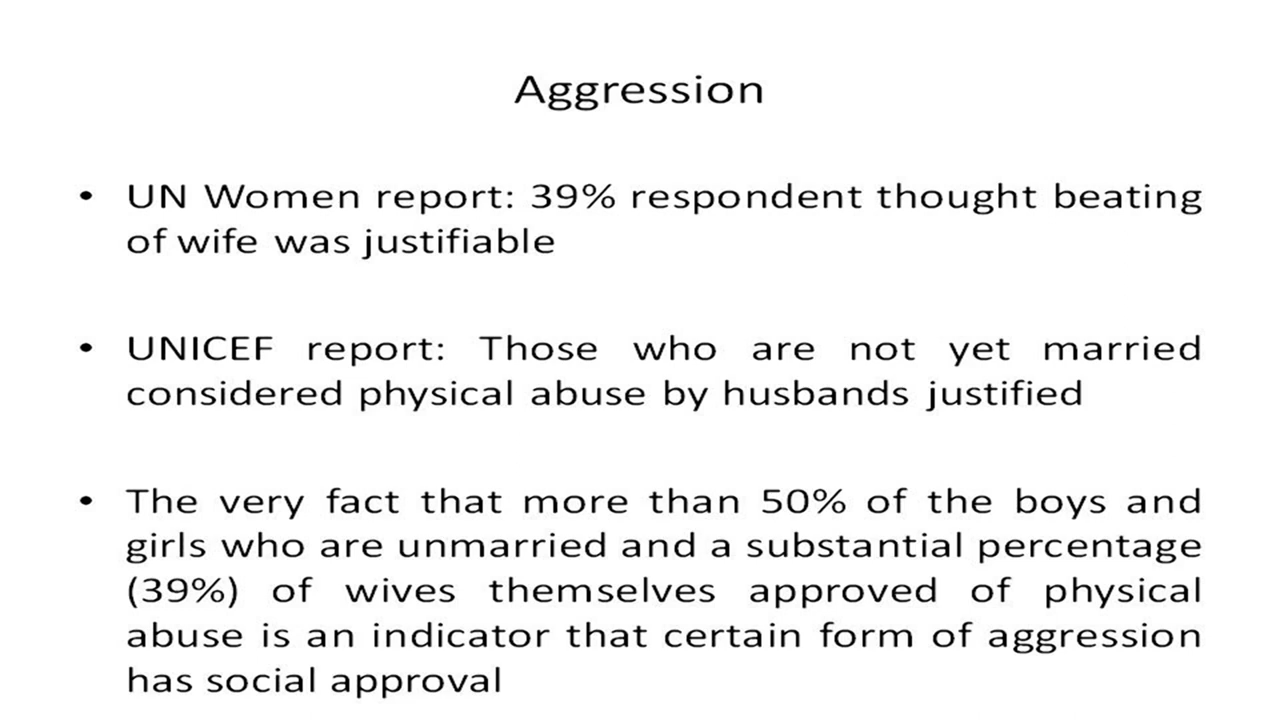 Aggression
• UN Women report: 39% respondent thought beating
of wife was justifiable
• UNICEF report: Those who are not yet married
considered physical abuse by husbands justified
• The very fact that more than 50% of the boys and
girls who are unmarried and a substantial percentage
(39%) of wives themselves approved of physical
abuse is an indicator that certain form of aggression
has social approval